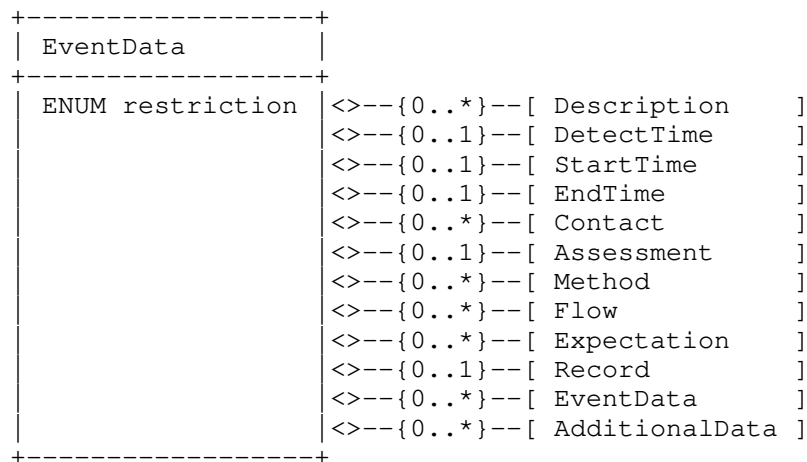 +------------------+
| EventData        |
+------------------+
| ENUM restriction |<>--{0..*}--[ Description    ]
|                  |<>--{0..1}--[ DetectTime     ]
|                  |<>--{0..1}--[ StartTime      ]
|                  |<>--{0..1}--[ EndTime        ]
|                  |<>--{0..*}--[ Contact        ]
|                  |<>--{0..1}--[ Assessment     ]
|                  |<>--{0..*}--[ Method         ]
|                  |<>--{0..*}--[ Flow           ]
|                  |<>--{0..*}--[ Expectation    ]
|                  |<>--{0..1}--[ Record         ]
|                  |<>--{0..*}--[ EventData      ]
|                  |<>--{0..*}--[ AdditionalData ]
+------------------+